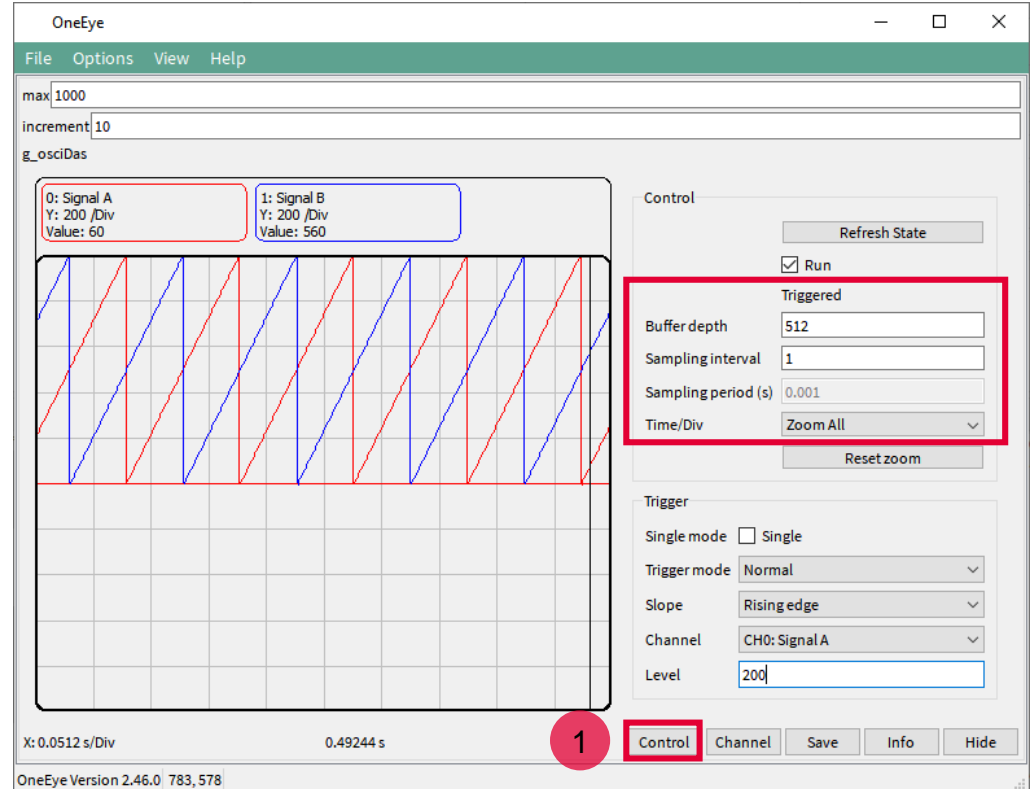 OneEye
File Options View Help
max 1000
increment 10
g_osciDas
0: Signal A
Y: 200 /Div
Value: 60
1: Signal B
Y: 200 /Div
Value: 560
Control
Refresh State
Run
Triggered
Buffer depth 512
Sampling interval 1
Sampling period (s) 0.001
Time/Div Zoom All
Reset zoom
Trigger
Single mode Single
Trigger mode Normal
Slope Rising edge
Channel CH0: Signal A
Level 200
X: 0.0512 s/Div 0.49244 s 1 Control Channel Save Info Hide
OneEye Version 2.46.0 783, 578